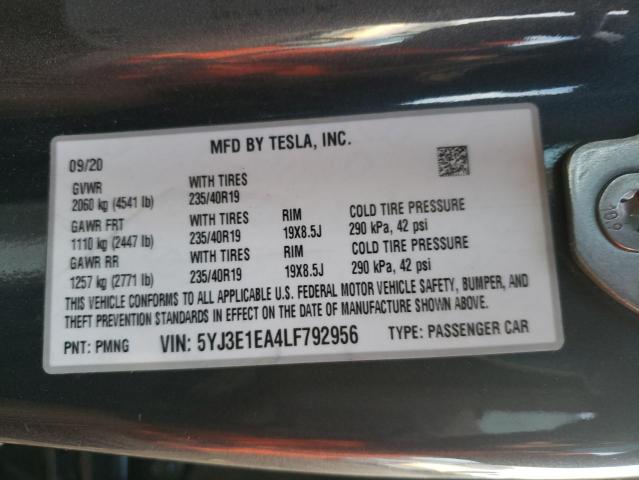 MFD BY TESLA, INC.
09/20
GVWR WITH TIRES
2060 kg (4541 lb) 235/40R19
GAWR FRT WITH TIRES RIM COLD TIRE PRESSURE
1110 kg (2447 lb) 235/40R19 19X8.5J 290 kPa, 42 psi
GAWR RR WITH TIRES RIM COLD TIRE PRESSURE
1257 kg (2771 lb) 235/40R19 19X8.5J 290 kPa, 42 psi
THIS VEHICLE CONFORMS TO ALL APPLICABLE U.S. FEDERAL MOTOR VEHICLE SAFETY, BUMPER, AND
THEFT PREVENTION STANDARDS IN EFFECT ON THE DATE OF MANUFACTURE SHOWN ABOVE.
PNT: PMNG VIN: 5YJ3E1EA4LF792956 TYPE: PASSENGER CAR